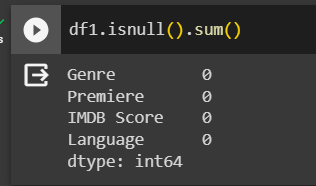 df1.isnull().sum()
s
Genre 0
Premiere 0
IMDB Score 0
Language 0
dtype: int64